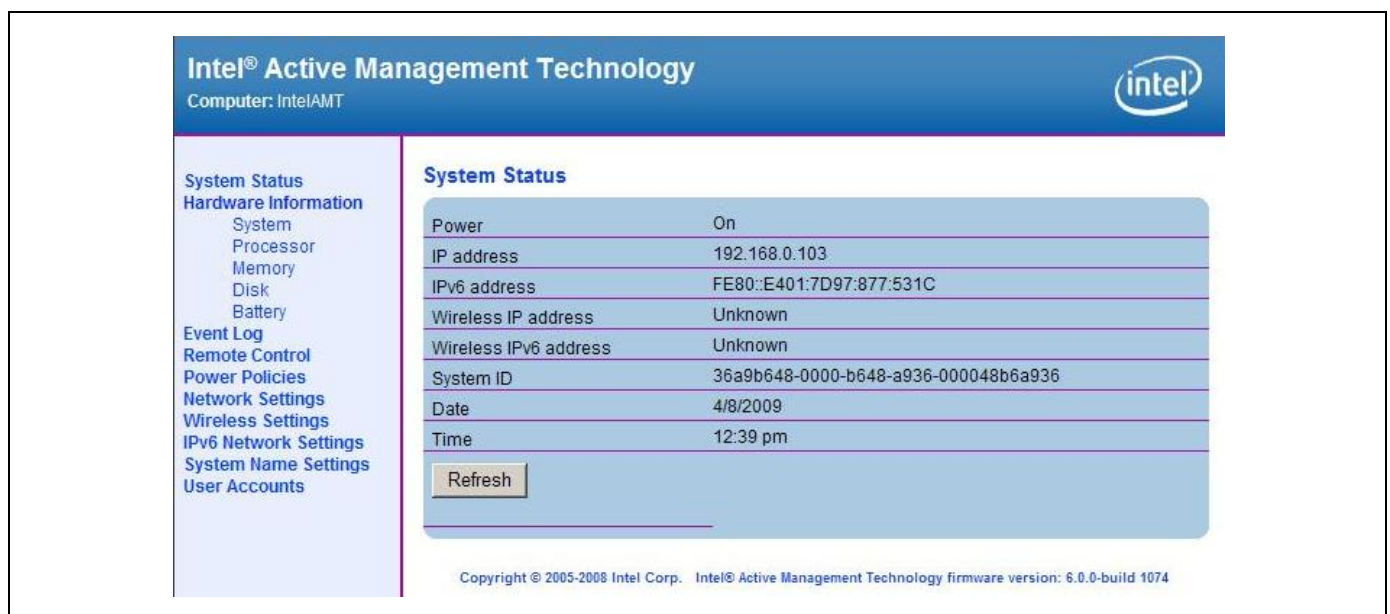 Intel® Active Management Technology
Computer: IntelAMT
intel
System Status
Hardware Information
System
Processor
Memory
Disk
Battery
Event Log
Remote Control
Power Policies
Network Settings
Wireless Settings
IPv6 Network Settings
System Name Settings
User Accounts
System Status
Power On
IP address 192.168.0.103
IPv6 address FE80::E401:7D97:877:531C
Wireless IP address Unknown
Wireless IPv6 address Unknown
System ID 36a9b648-0000-b648-a936-000048b6a936
Date 4/8/2009
Time 12:39 pm
Refresh
Copyright © 2005-2008 Intel Corp. Intel® Active Management Technology firmware version: 6.0.0-build 1074